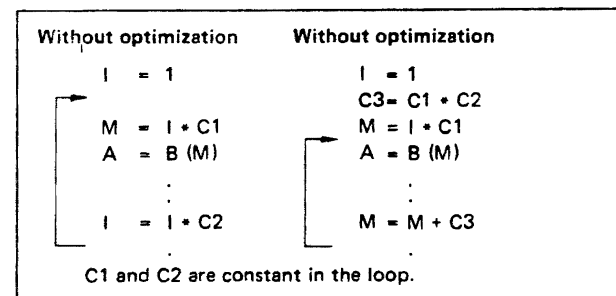 Without optimization
I = 1
M = I * C1
A = B (M)
.
.
.
I = I * C2
.
Without optimization
I = 1
C3= C1 * C2
M = I * C1
A = B (M)
.
.
.
M = M + C3
.
C1 and C2 are constant in the loop.